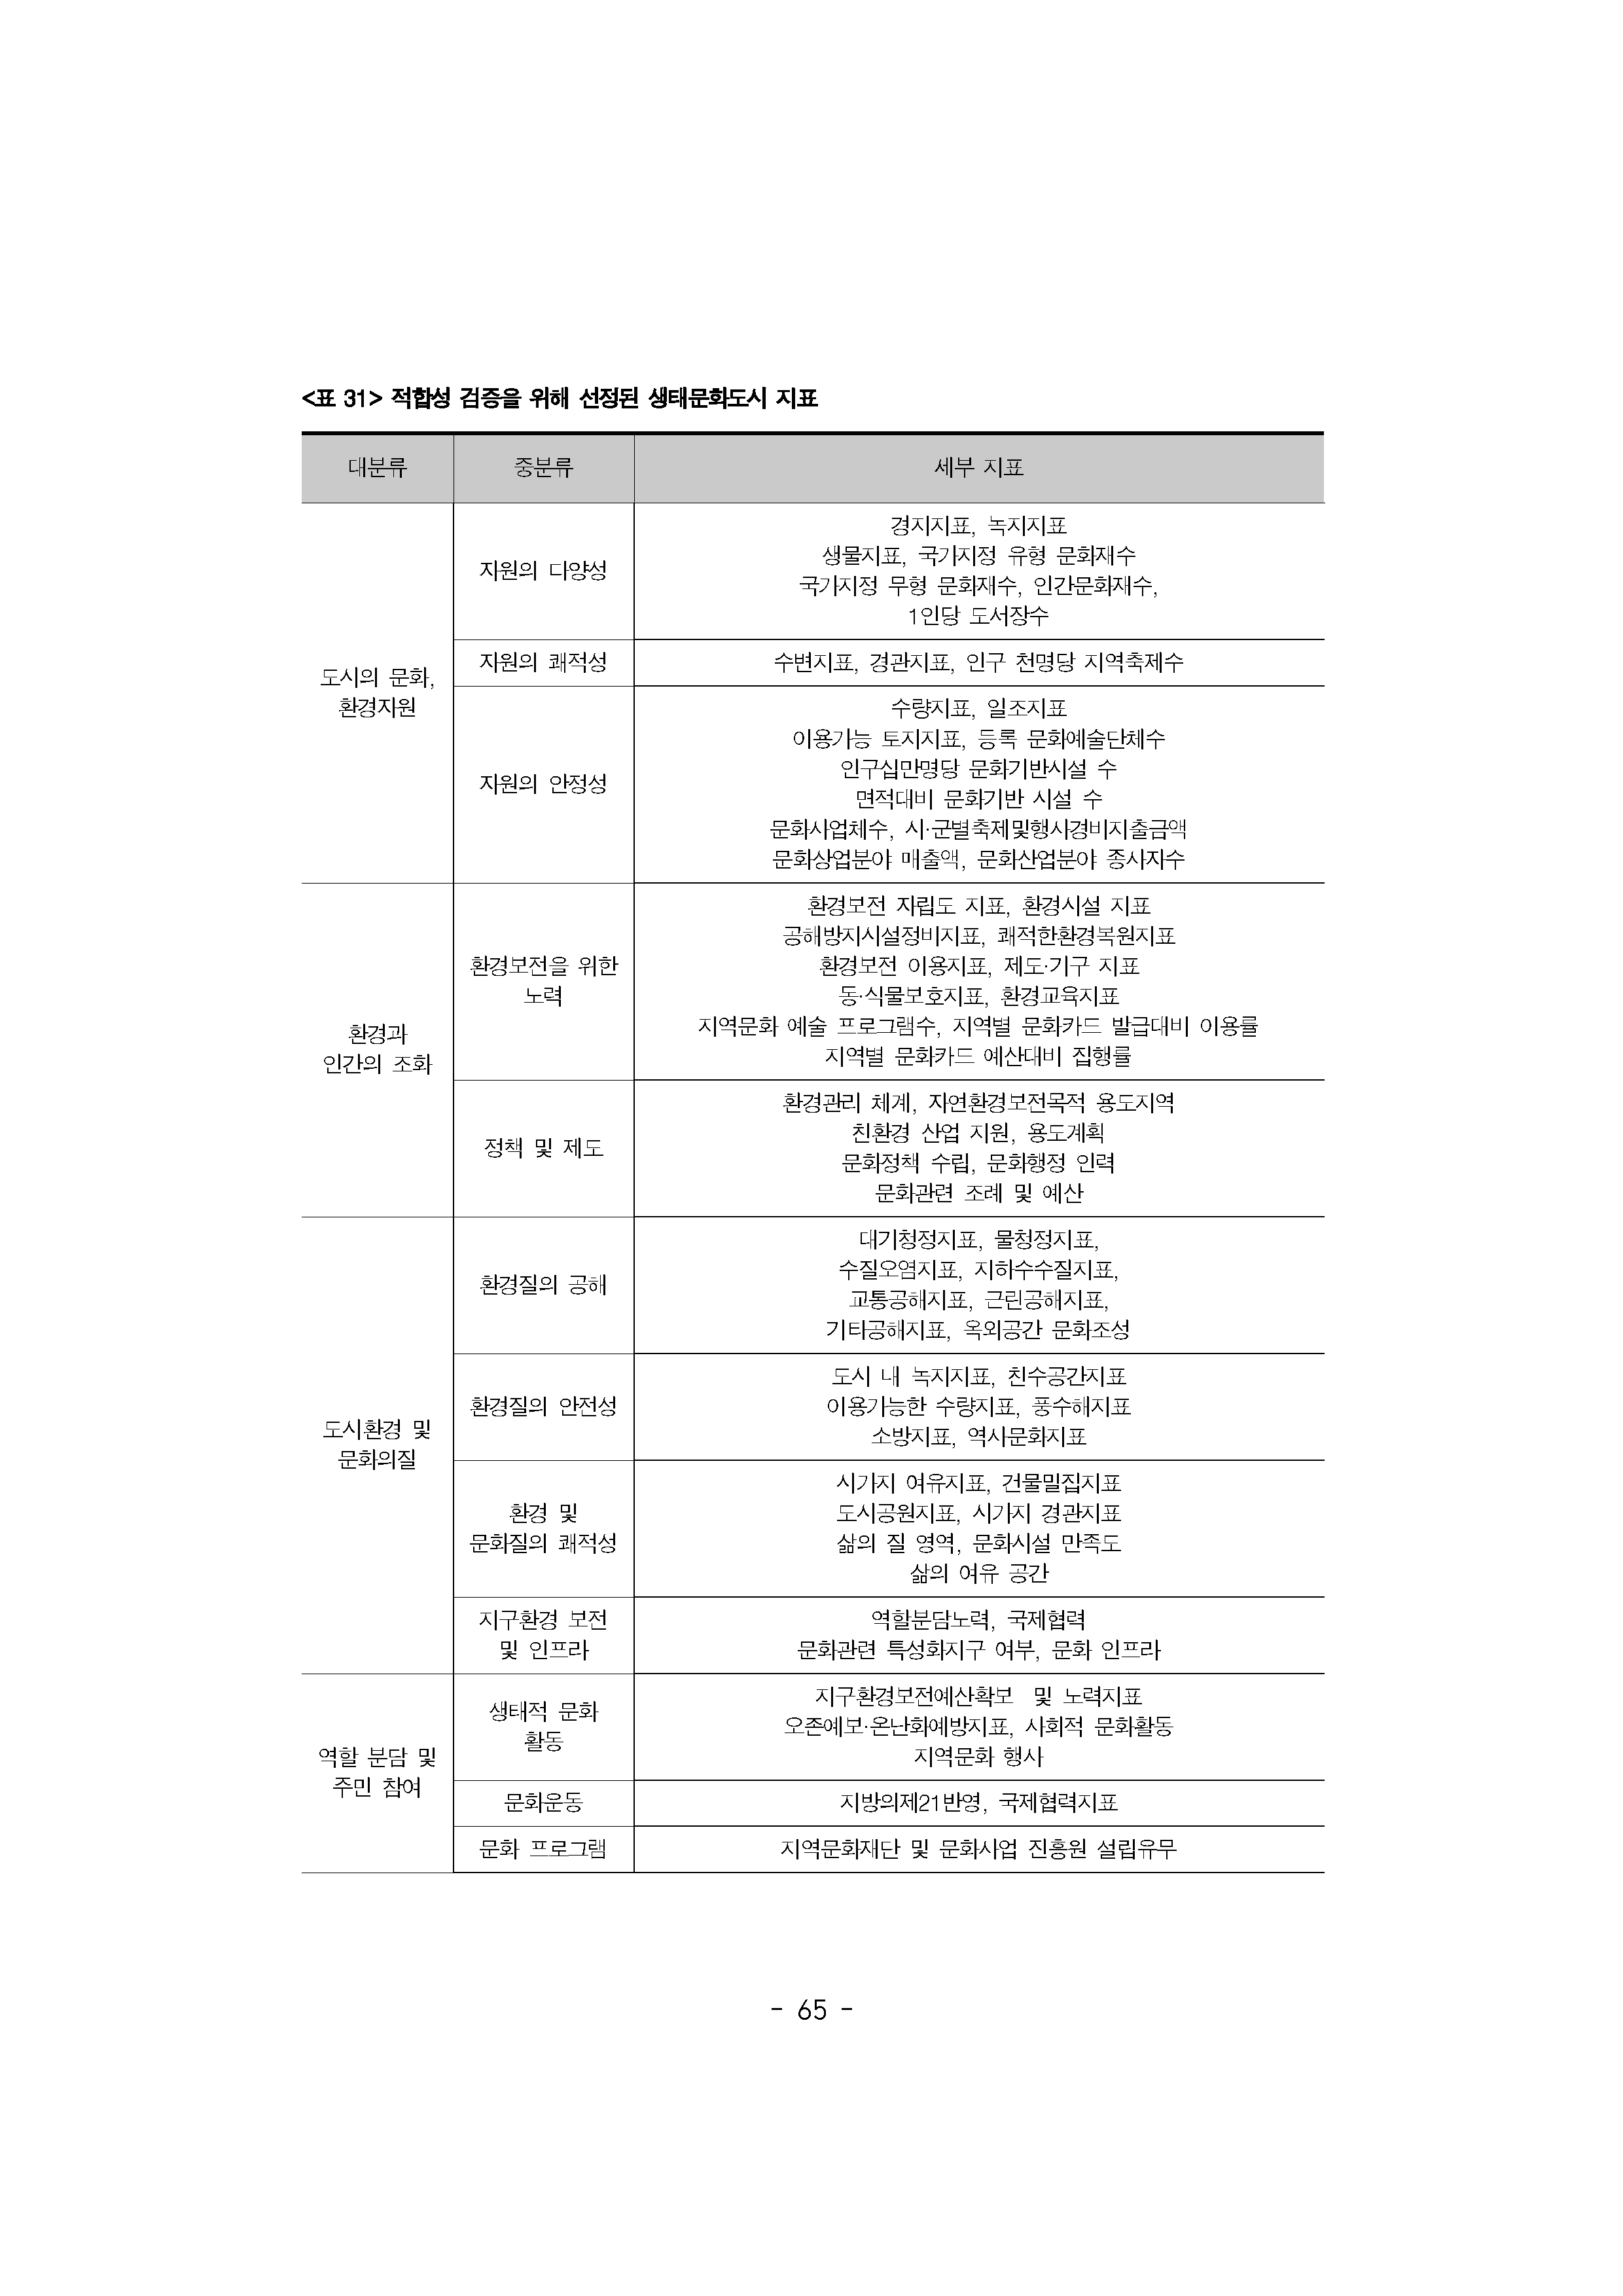 <표 31> 적합성 검증을 위해 선정된 생태문화도시 지표
대분류 중분류 세부 지표
도시의 문화,
환경자원
자원의 다양성
경지지표, 녹지지표
생물지표, 국가지정 유형 문화재수
국가지정 무형 문화재수, 인간문화재수,
1인당 도서장수
자원의 쾌적성
수변지표, 경관지표, 인구 천명당 지역축제수
자원의 안정성
수량지표, 일조지표
이용가능 토지지표, 등록 문화예술단체수
인구십만명당 문화기반시설 수
면적대비 문화기반 시설 수
문화사업체수, 시·군별축제및행사경비지출금액
문화상업분야 매출액, 문화산업분야 종사자수
환경과
인간의 조화
환경보전을 위한
노력
환경보전 자립도 지표, 환경시설 지표
공해방지시설정비지표, 쾌적한환경복원지표
환경보전 이용지표, 제도·기구 지표
동·식물보호지표, 환경교육지표
지역문화 예술 프로그램수, 지역별 문화카드 발급대비 이용률
지역별 문화카드 예산대비 집행률
정책 및 제도
환경관리 체계, 자연환경보전목적 용도지역
친환경 산업 지원, 용도계획
문화정책 수립, 문화행정 인력
문화관련 조례 및 예산
도시환경 및
문화의질
환경질의 공해
대기청정지표, 물청정지표,
수질오염지표, 지하수수질지표,
교통공해지표, 근린공해지표,
기타공해지표, 옥외공간 문화조성
환경질의 안전성
도시 내 녹지지표, 친수공간지표
이용가능한 수량지표, 풍수해지표
소방지표, 역사문화지표
환경 및
문화질의 쾌적성
시가지 여유지표, 건물밀집지표
도시공원지표, 시가지 경관지표
삶의 질 영역, 문화시설 만족도
삶의 여유 공간
지구환경 보전
및 인프라
역할분담노력, 국제협력
문화관련 특성화지구 여부, 문화 인프라
역할 분담 및
주민 참여
생태적 문화
활동
지구환경보전예산확보 및 노력지표
오존예보·온난화예방지표, 사회적 문화활동
지역문화 행사
문화운동
지방의제21반영, 국제협력지표
문화 프로그램
지역문화재단 및 문화사업 진흥원 설립유무
- 65 -